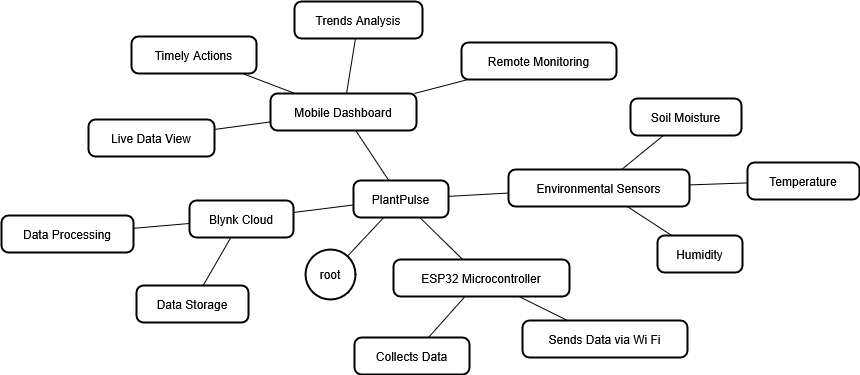 Trends Analysis
Timely Actions
Remote Monitoring
Mobile Dashboard
Live Data View
Soil Moisture
Temperature
Environmental Sensors
PlantPulse
Blynk Cloud
Data Processing
Humidity
root
ESP32 Microcontroller
Data Storage
Sends Data via Wi Fi
Collects Data